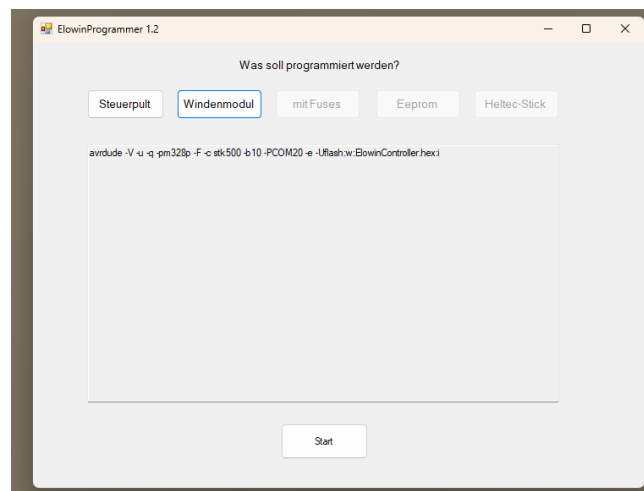 ElowinProgrammer 1.2
Was soll programmiert werden?
Steuerpult Windenmodul mit Fuses Eeprom Heltec-Stick
avrdude -V -u -q -pm328p -F -c stk500 -b10 -PCOM20 -e -Uflash:w:ElowinController.hex:i
Start